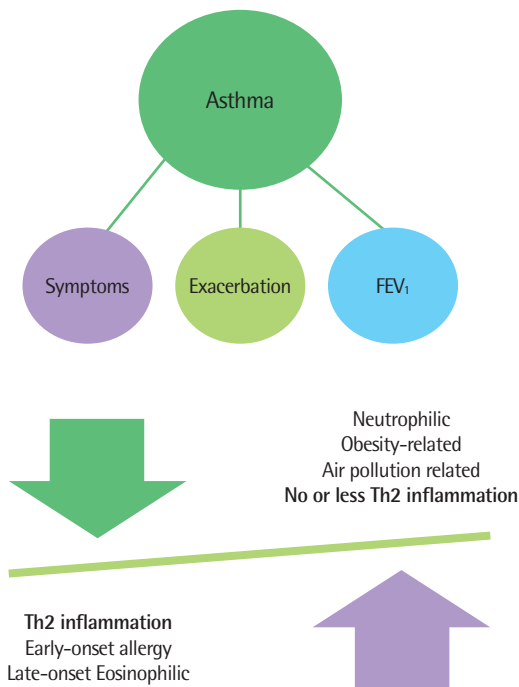 Asthma
Symptoms
Exacerbation
FEV₁
Neutrophilic
Obesity-related
Air pollution related
No or less Th2 inflammation
Th2 inflammation
Early-onset allergy
Late-onset Eosinophilic